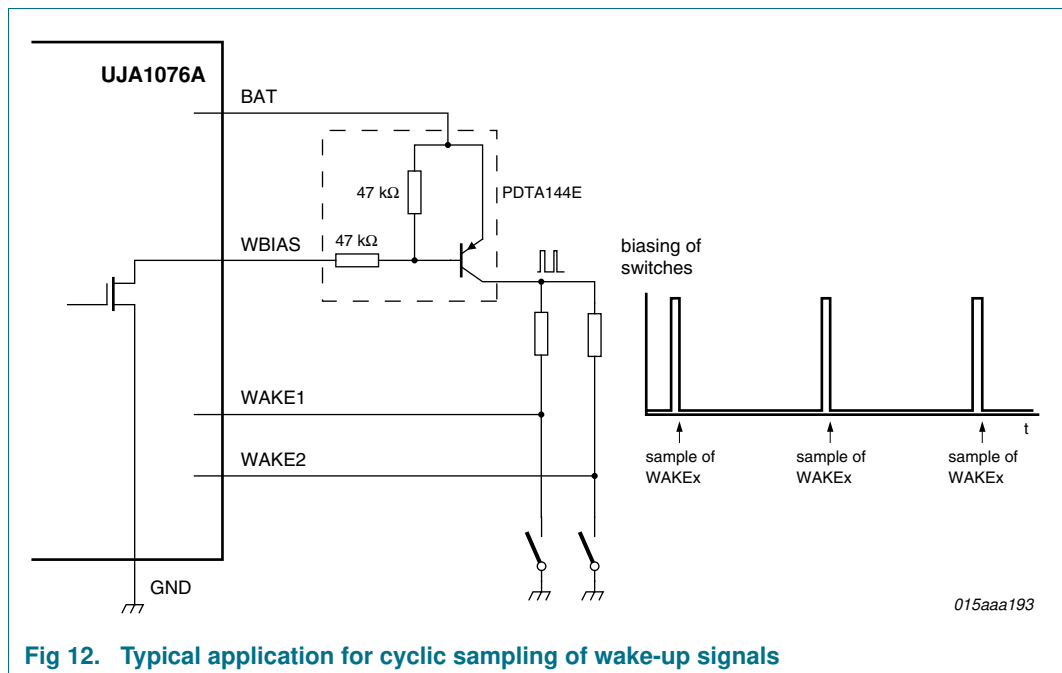 UJA1076A
BAT
47 kΩ
PDTA144E
WBIAS
47 kΩ
biasing of
switches
WAKE1
t
sample of
WAKEx
sample of
WAKEx
sample of
WAKEx
WAKE2
GND
015aaa193
Fig 12. Typical application for cyclic sampling of wake-up signals